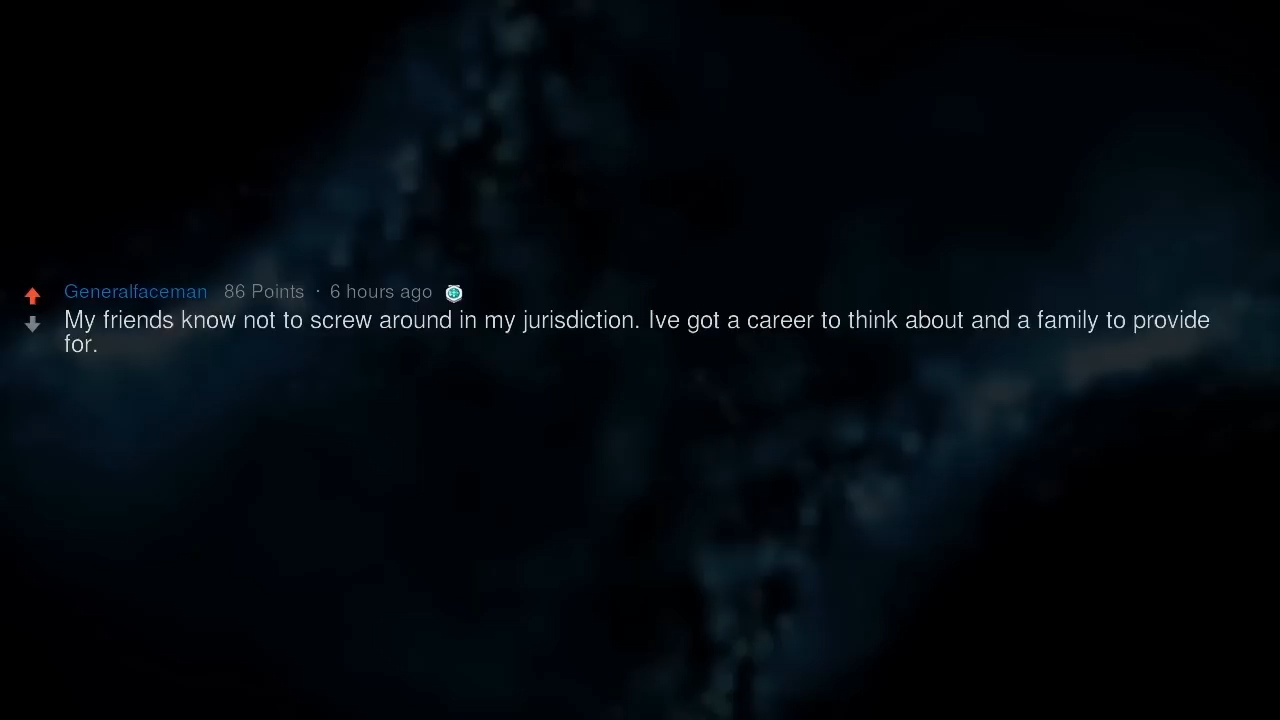 Generalfaceman 86 Points · 6 hours ago
My friends know not to screw around in my jurisdiction. Ive got a career to think about and a family to provide
for.